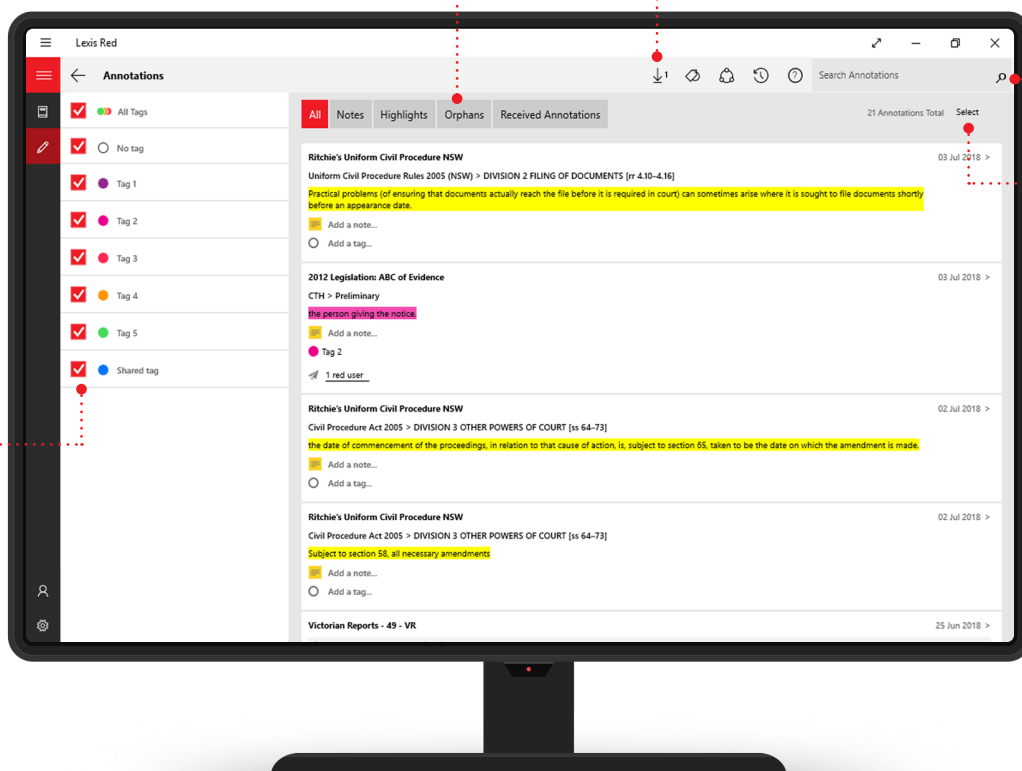 Lexis Red
Annotations
1
Search Annotations
All Tags
No tag
Tag 1
Tag 2
Tag 3
Tag 4
Tag 5
Shared tag
All Notes Highlights Orphans Received Annotations
21 Annotations Total Select
Ritchie's Uniform Civil Procedure NSW 03 Jul 2018 >
Uniform Civil Procedure Rules 2005 (NSW) > DIVISION 2 FILING OF DOCUMENTS [rr 4.10–4.16]
Practical problems (of ensuring that documents actually reach the file before it is required in court) can sometimes arise where it is sought to file documents shortly
before an appearance date.
Add a note...
Add a tag...
2012 Legislation: ABC of Evidence 03 Jul 2018 >
CTH > Preliminary
the person giving the notice.
Add a note...
Tag 2
1 red user
Ritchie's Uniform Civil Procedure NSW 02 Jul 2018 >
Civil Procedure Act 2005 > DIVISION 3 OTHER POWERS OF COURT [ss 64–73]
the date of commencement of the proceedings, in relation to that cause of action, is, subject to section 65, taken to be the date on which the amendment is made.
Add a note...
Add a tag...
Ritchie's Uniform Civil Procedure NSW 02 Jul 2018 >
Civil Procedure Act 2005 > DIVISION 3 OTHER POWERS OF COURT [ss 64–73]
Subject to section 58, all necessary amendments
Add a note...
Add a tag...
Victorian Reports - 49 - VR 25 Jun 2018 >